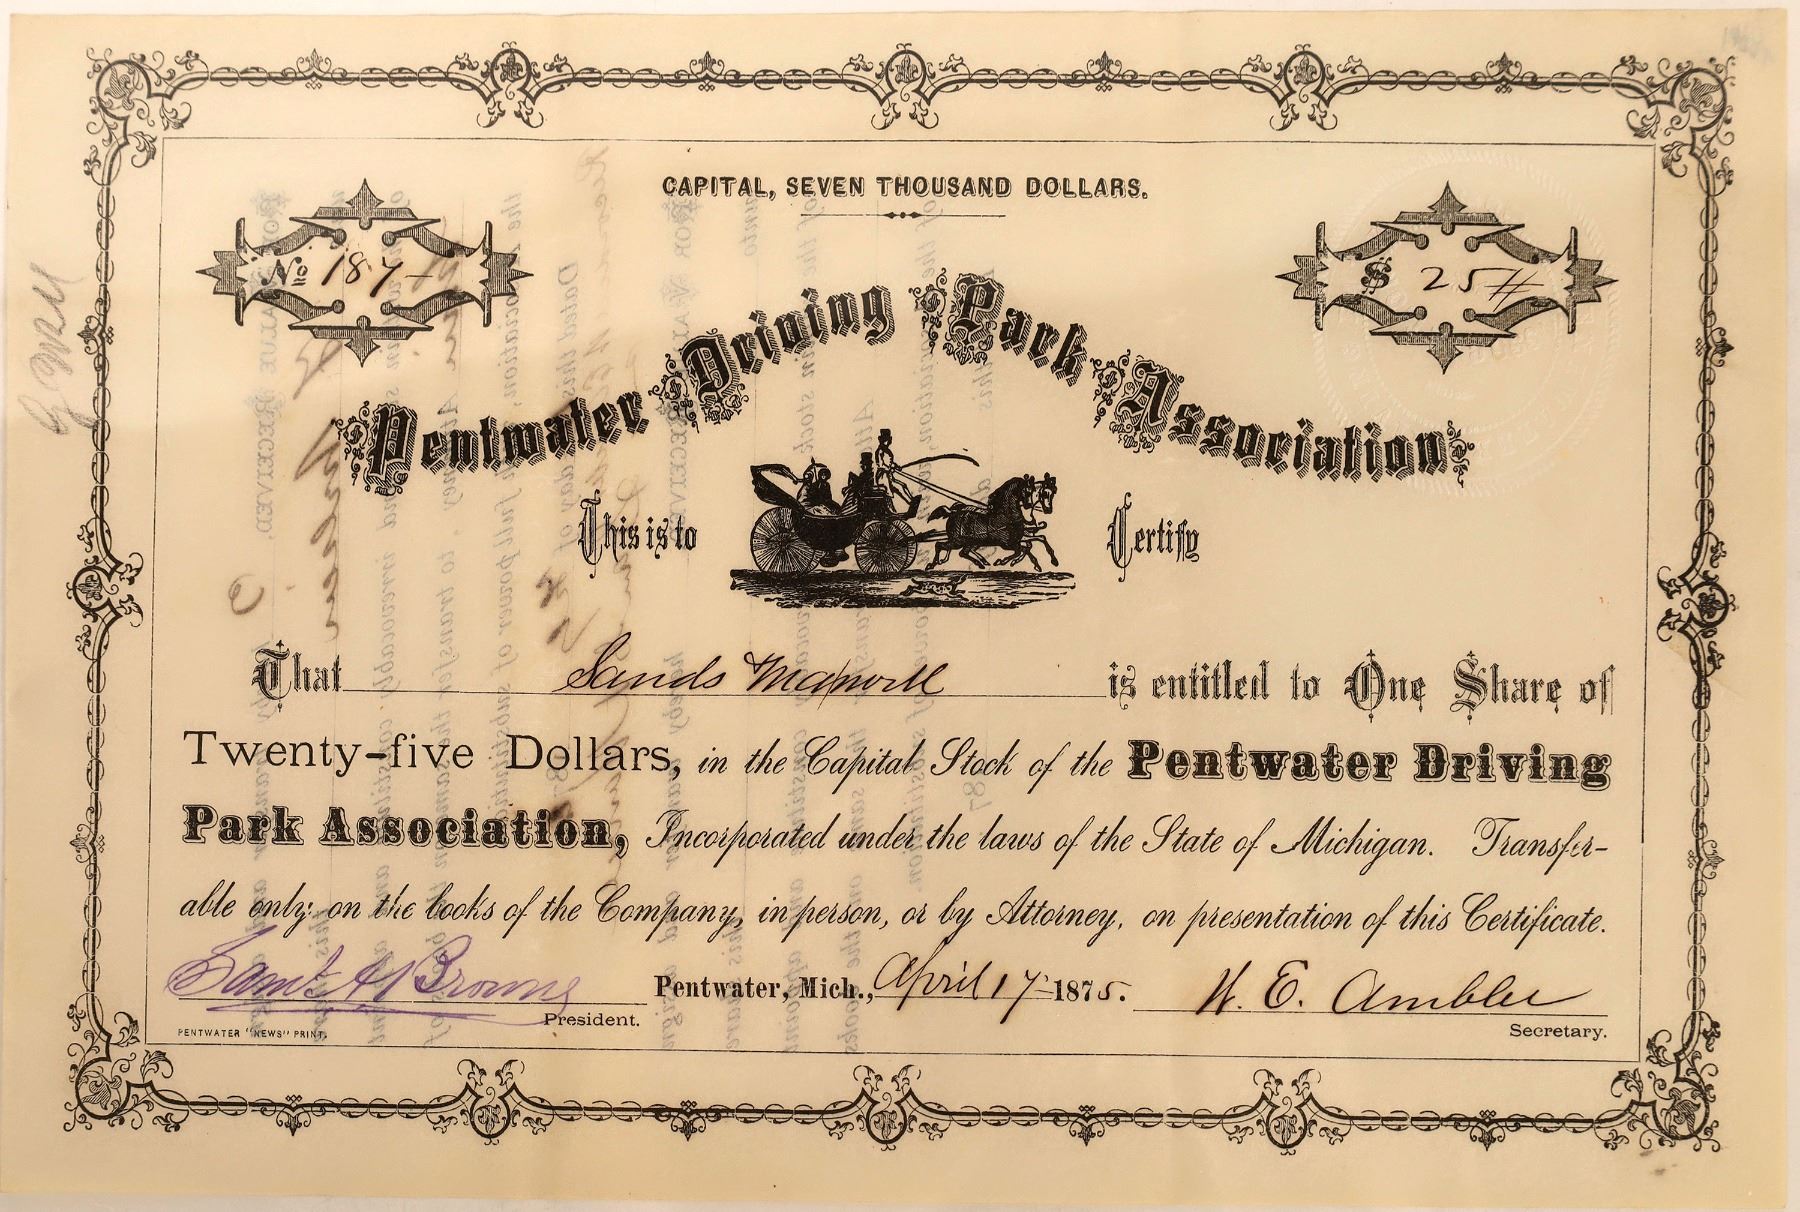 CAPITAL, SEVEN THOUSAND DOLLARS.
No 187-
$ 25
Pentwater Driving Park Association.
This is to Certify
That Sands & Maxwell is entitled to One Share of
Twenty-five Dollars, in the Capital Stock of the Pentwater Driving
Park Association, Incorporated under the laws of the State of Michigan. Transfer-
able only on the books of the Company, in person, or by Attorney, on presentation of this Certificate.
Saml A Browne Pentwater, Mich., April 17 1875. W. E. Ambler
President.
Secretary.
PENTWATER "NEWS" PRINT.